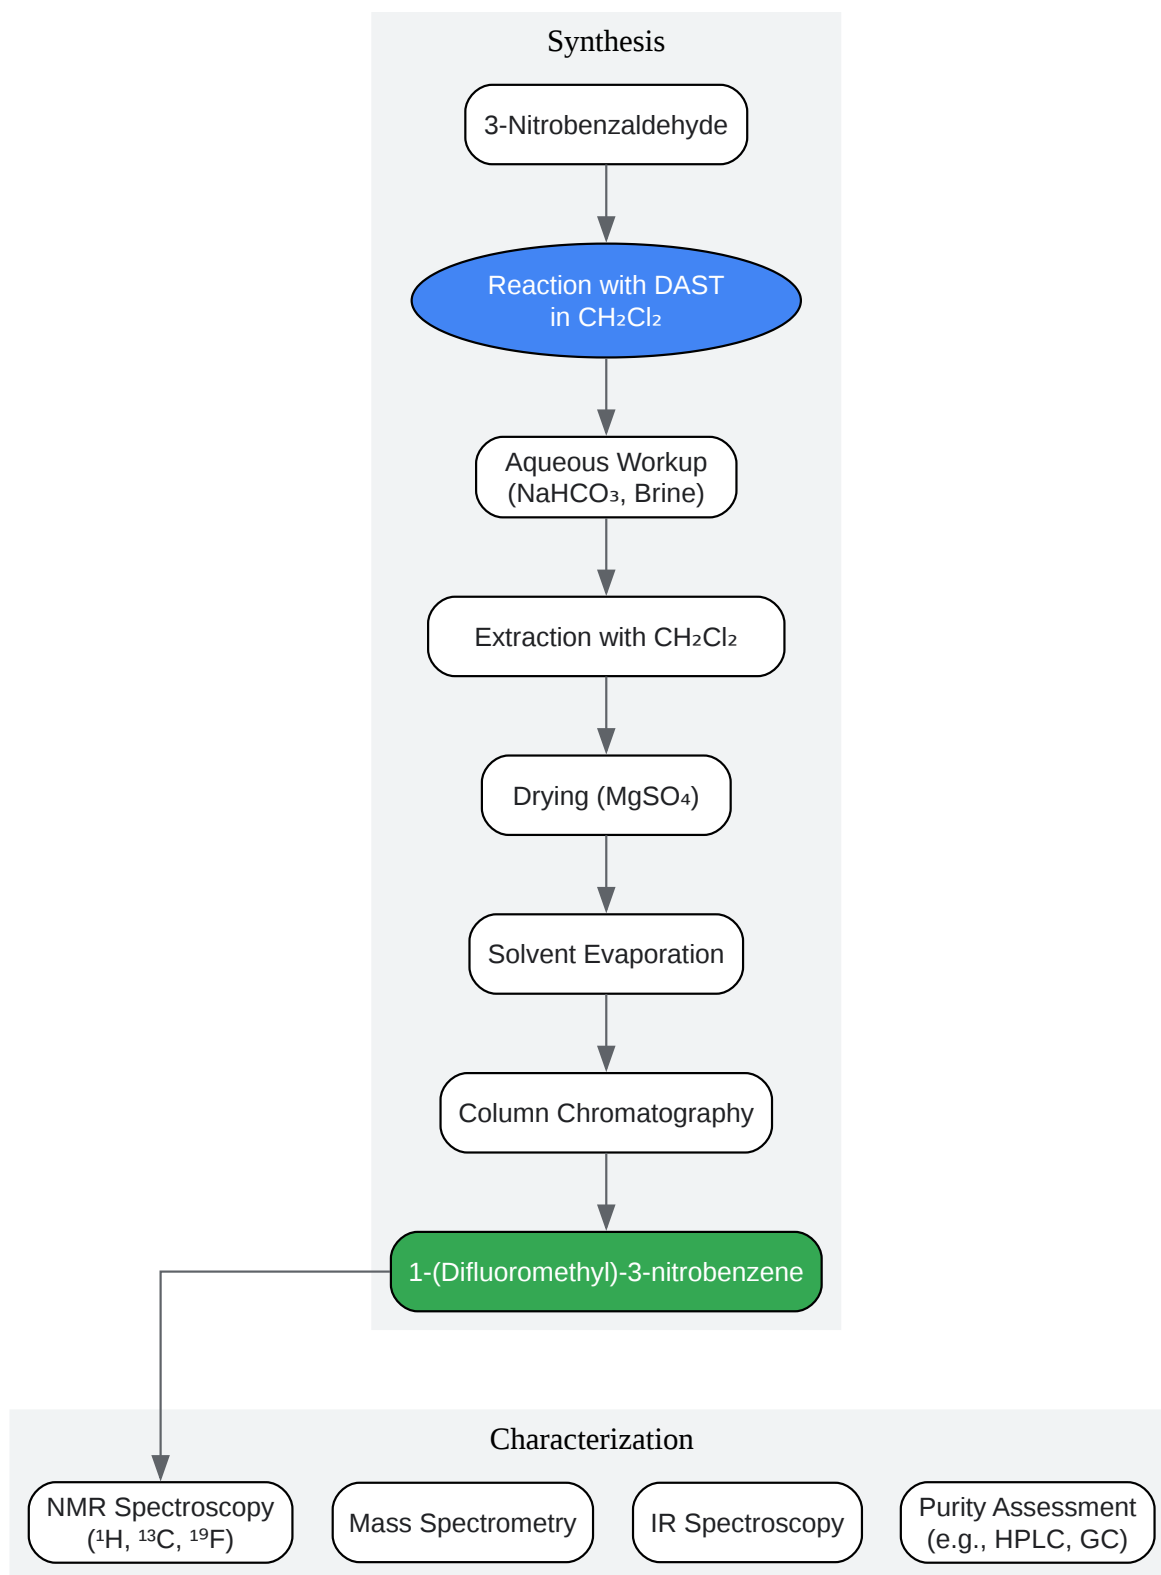 Synthesis
3-Nitrobenzaldehyde
Reaction with DAST
in CH₂Cl₂
Aqueous Workup
(NaHCO₃, Brine)
Extraction with CH₂Cl₂
Drying (MgSO₄)
Solvent Evaporation
Column Chromatography
1-(Difluoromethyl)-3-nitrobenzene
Characterization
NMR Spectroscopy
(¹H, ¹³C, ¹⁹F)
Mass Spectrometry
IR Spectroscopy
Purity Assessment
(e.g., HPLC, GC)